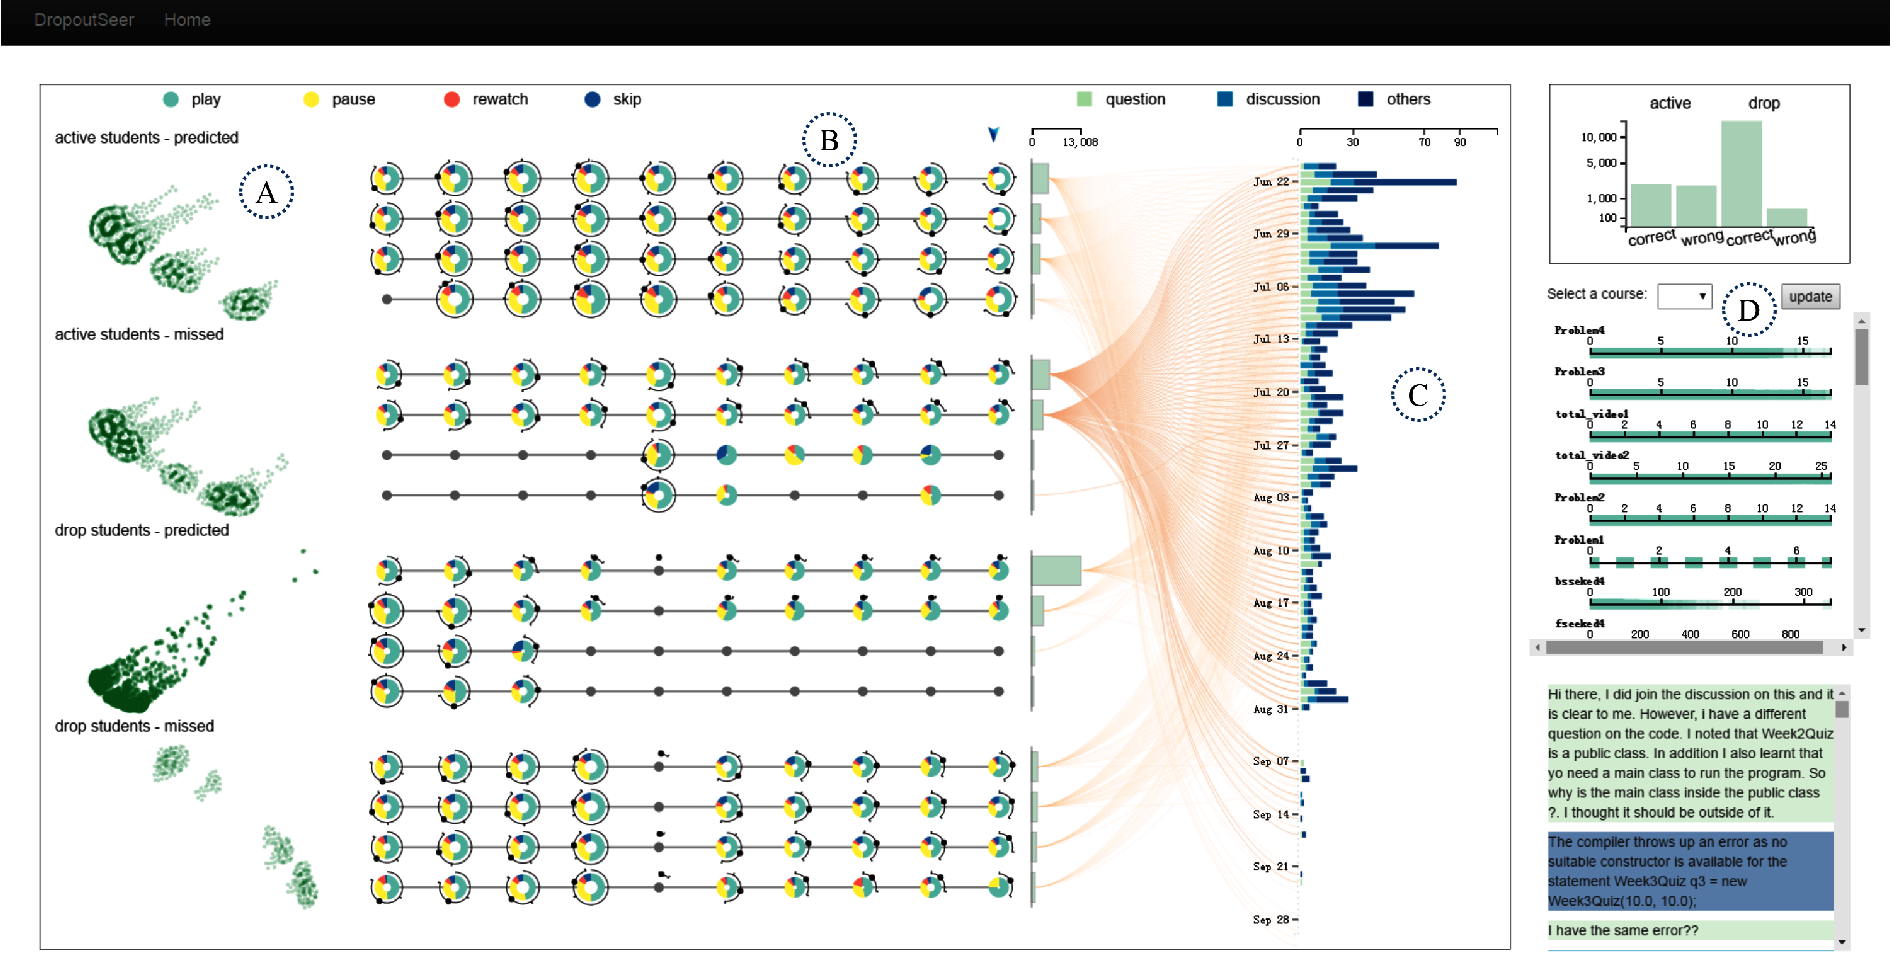 DropoutSeer Home
play pause rewatch skip question discussion others
active students - predicted
A
B
0 13,008
0 30 70 90
active students - missed
drop students - predicted
drop students - missed
Jun 22
Jun 29
Jul 06
Jul 13
Jul 20
Jul 27
Aug 03
Aug 10
Aug 17
Aug 24
Aug 31
Sep 07
Sep 14
Sep 21
Sep 28
C
active drop
10,000
5,000
1,000
100
correct wrong correct wrong
Select a course: update
D
Problem4
0 5 10 15
Problem3
0 5 10 15
total_video1
0 2 4 6 8 10 12 14
total_video2
0 5 10 15 20 25
Problem2
0 2 4 6 8 10 12 14
Problem1
0 2 4 6
bsseked4
0 100 200 300
fseeked4
0 200 400 600 800
Hi there, I did join the discussion on this and it
is clear to me. However, i have a different
question on the code. I noted that Week2Quiz
is a public class. In addition I also learnt that
yo need a main class to run the program. So
why is the main class inside the public class
?. I thought it should be outside of it.
The compiler throws up an error as no
suitable constructor is available for the
statement Week3Quiz q3 = new
Week3Quiz(10.0, 10.0);
I have the same error??